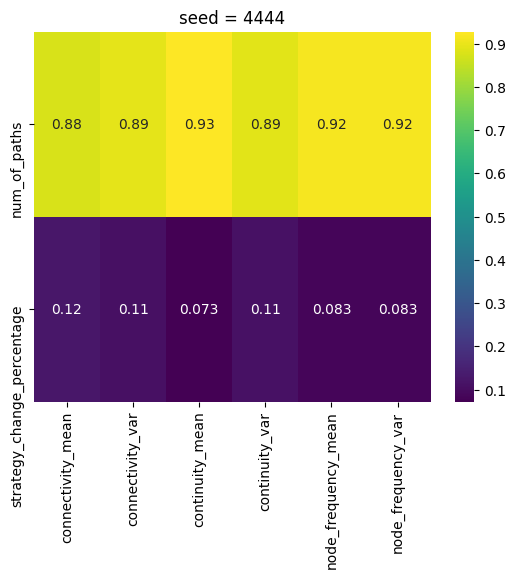 seed = 4444
num_of_paths
0.88 0.89 0.93 0.89 0.92 0.92
strategy_change_percentage
0.12 0.11 0.073 0.11 0.083 0.083
connectivity_mean
connectivity_var
continuity_mean
continuity_var
node_frequency_mean
node_frequency_var
0.9
0.8
0.7
0.6
0.5
0.4
0.3
0.2
0.1